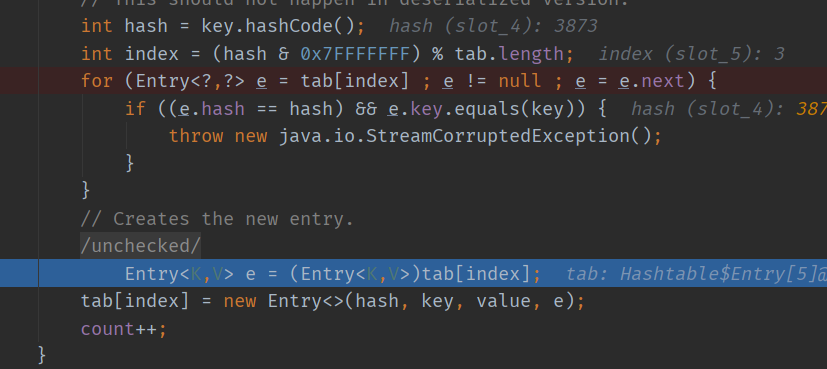 // This should not happen in deserialized version.
int hash = key.hashCode(); hash (slot_4): 3873
int index = (hash & 0x7FFFFFFF) % tab.length; index (slot_5): 3
for (Entry<?,?> e = tab[index] ; e != null ; e = e.next) {
if ((e.hash == hash) && e.key.equals(key)) { hash (slot_4): 387
throw new java.io.StreamCorruptedException();
}
}
// Creates the new entry.
/unchecked/
Entry<K,V> e = (Entry<K,V>)tab[index]; tab: Hashtable$Entry[5]@
tab[index] = new Entry<>(hash, key, value, e);
count++;
}